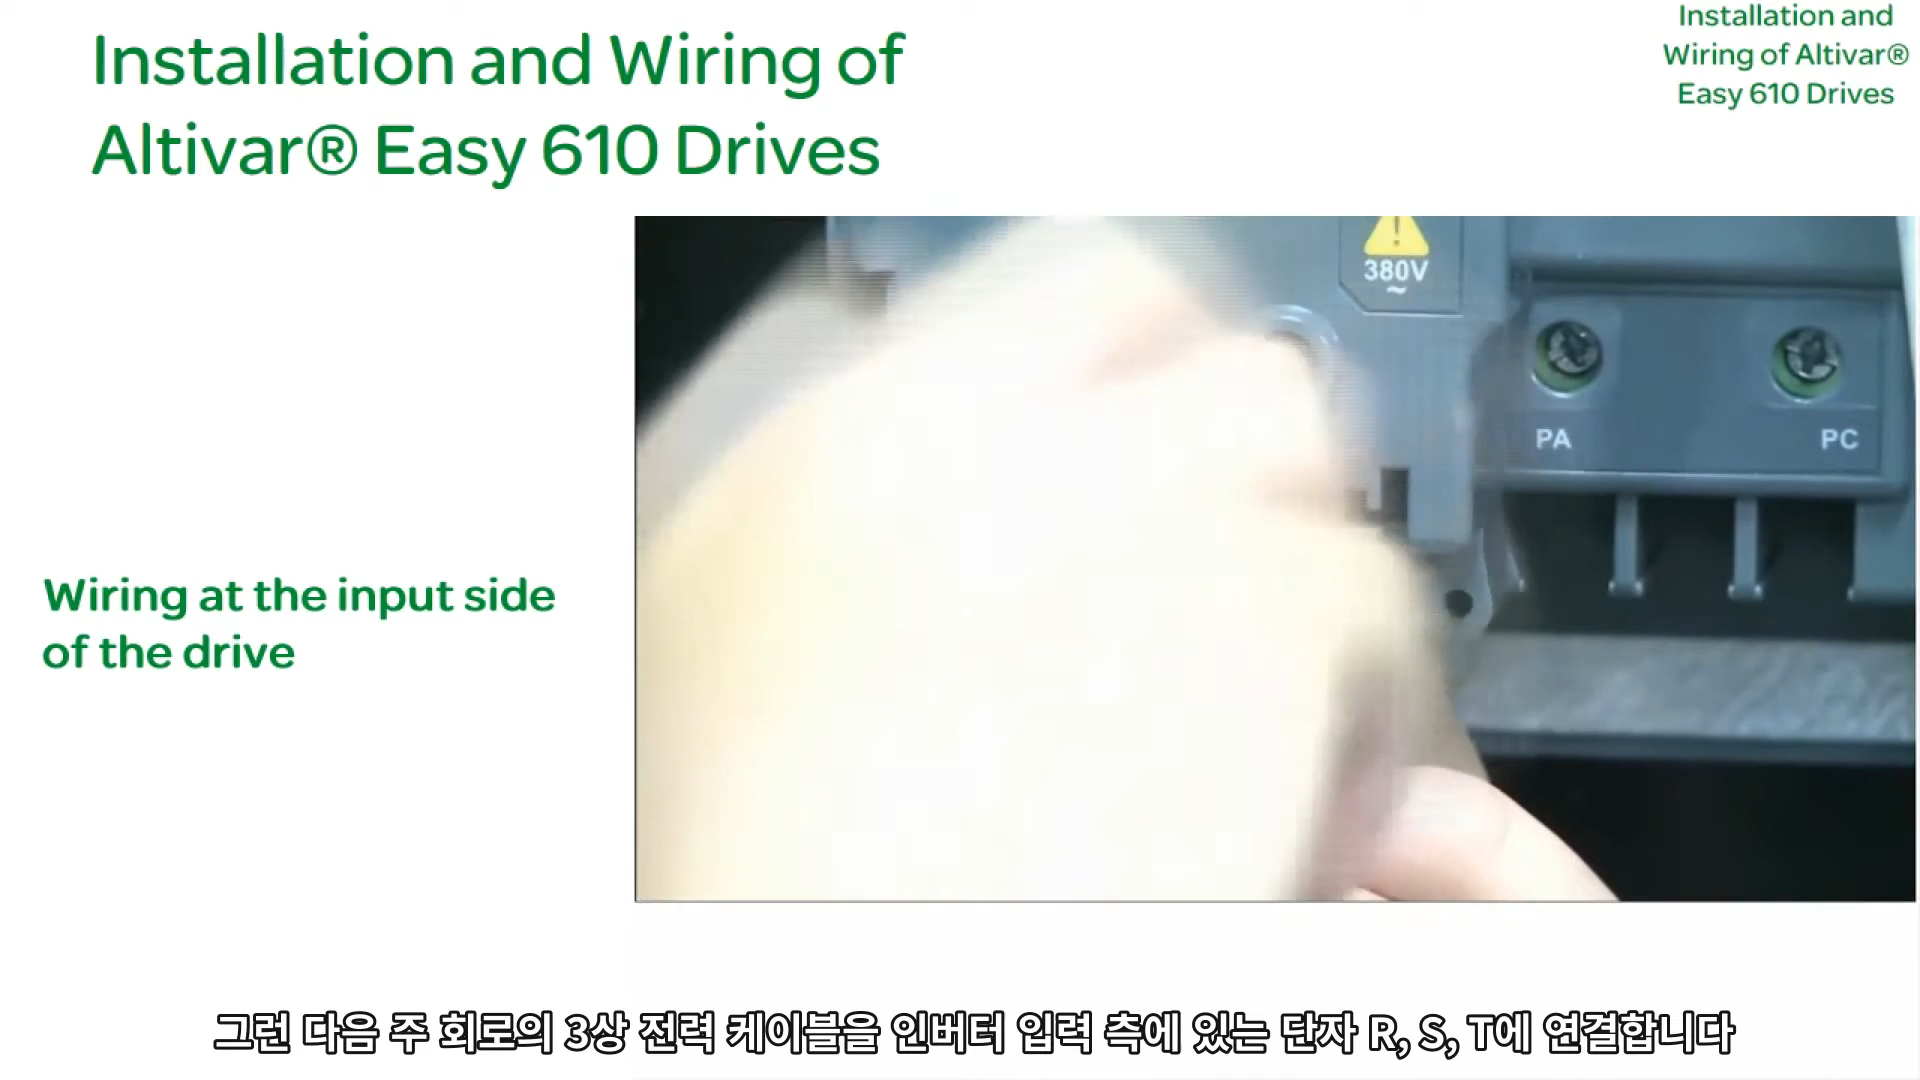 Installation and Wiring of
Altivar® Easy 610 Drives
Installation and
Wiring of Altivar®
Easy 610 Drives
380V
~
PA
PC
Wiring at the input side
of the drive
그런 다음 주 회로의 3상 전력 케이블을 인버터 입력 측에 있는 단자 R, S, T에 연결합니다